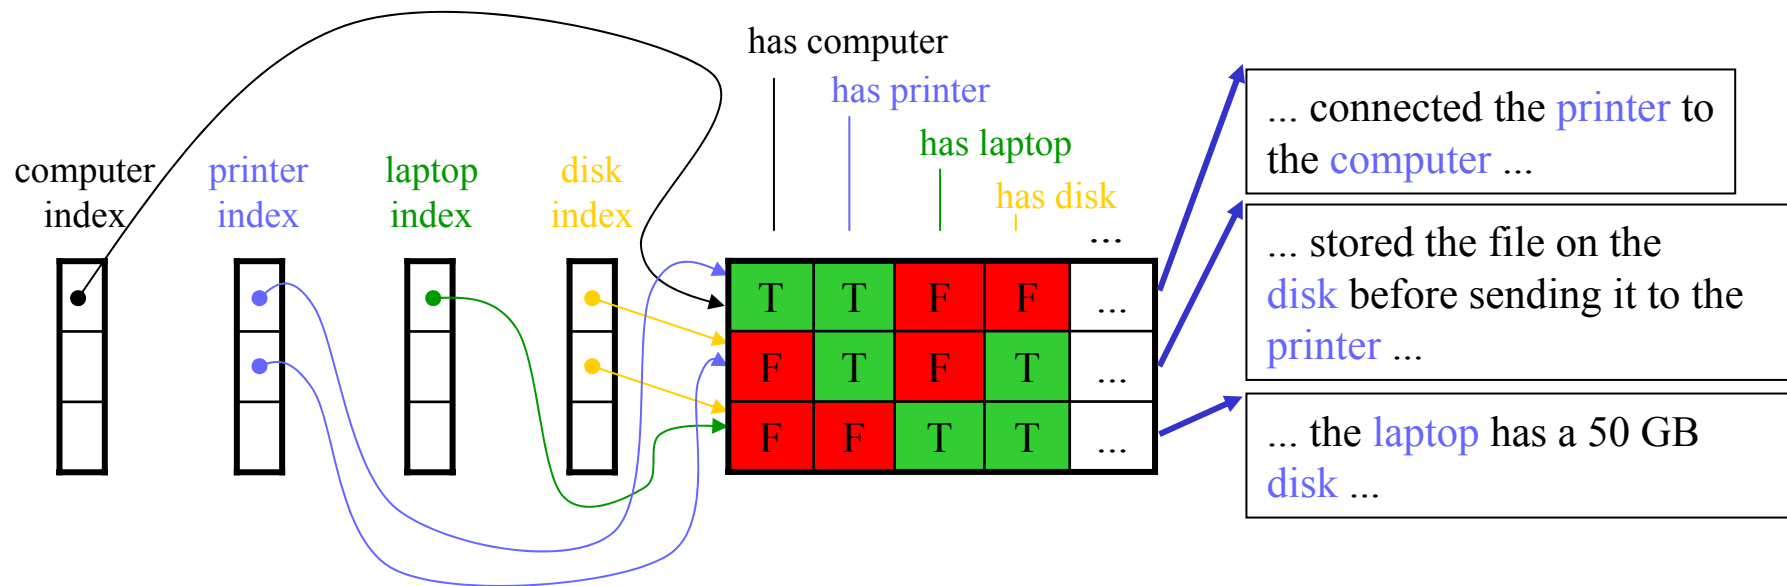 has computer
has printer
has laptop
has disk
...
computer
index
printer
index
laptop
index
disk
index
T T F F ...
F T F T ...
F F T T ...
... connected the printer to
the computer ...
... stored the file on the
disk before sending it to the
printer ...
... the laptop has a 50 GB
disk ...